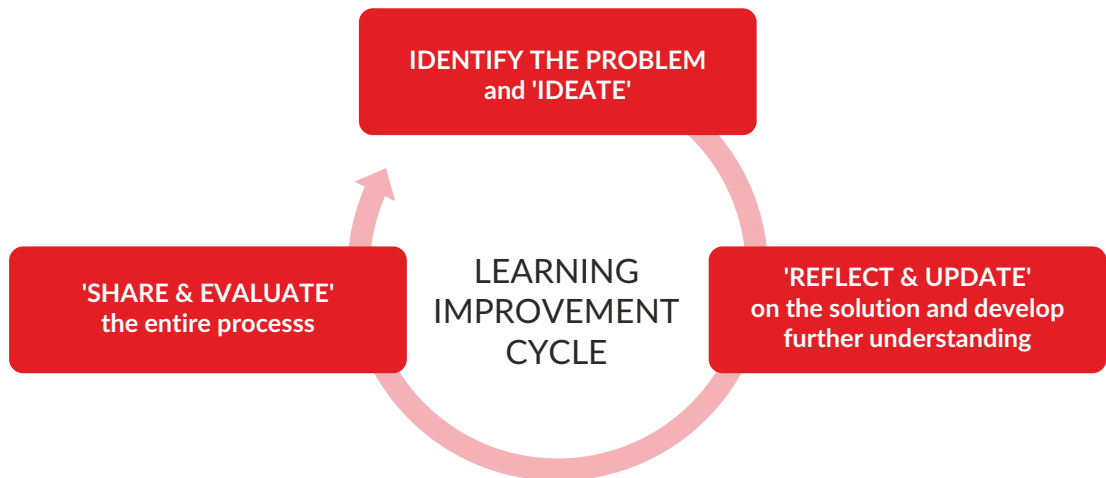 IDENTIFY THE PROBLEM
and 'IDEATE'
'SHARE & EVALUATE'
the entire processs
LEARNING
IMPROVEMENT
CYCLE
'REFLECT & UPDATE'
on the solution and develop
further understanding